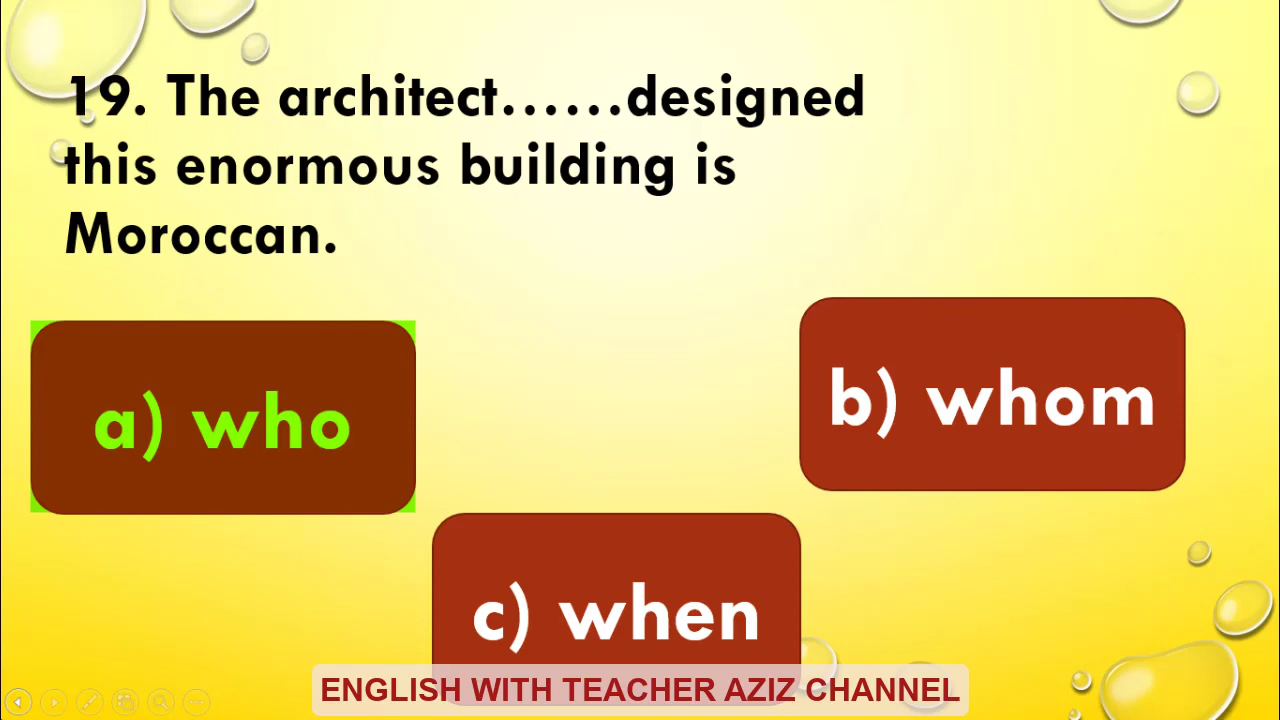 19. The architect......designed
this enormous building is
Moroccan.
a) who
b) whom
c) when
ENGLISH WITH TEACHER AZIZ CHANNEL